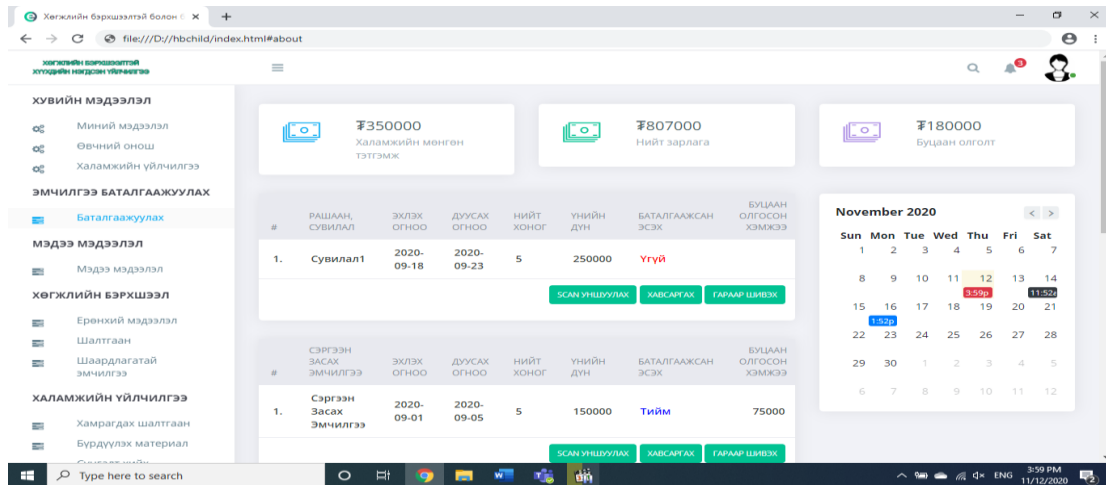 Хөгжлийн бэрхшээлтэй болон б
file:///D://hbchild/index.html#about
ХӨГЖЛИЙН БЭРХШЭЭЛТЭЙ
ХҮҮХДИЙН НЭГДСЭН ҮЙЛЧИЛГЭЭ
3
ХУВИЙН МЭДЭЭЛЭЛ
Миний мэдээлэл
Өвчний онош
Халамжийн үйлчилгээ
ЭМЧИЛГЭЭ БАТАЛГААЖУУЛАХ
Баталгаажуулах
МЭДЭЭ МЭДЭЭЛЭЛ
Мэдээ мэдээлэл
ХӨГЖЛИЙН БЭРХШЭЭЛ
Ерөнхий мэдээлэл
Шалтгаан
Шаардлагатай
эмчилгээ
ХАЛАМЖИЙН ҮЙЛЧИЛГЭЭ
Хамрагдах шалтгаан
Бүрдүүлэх материал
₮350000
Халамжийн мөнгөн
тэтгэмж
₮807000
Нийт зарлага
₮180000
Буцаан олголт
# РАШААН, СУВИЛАЛ ЭХЛЭХ ОГНОО ДУУСАХ ОГНОО НИЙТ ХОНОГ ҮНИЙН ДҮН БАТАЛГААЖСАН ЭСЭХ БУЦААН ОЛГОСОН ХЭМЖЭЭ
1. Сувилал1 2020-09-18 2020-09-23 5 250000 Үгүй
SCAN УНШУУЛАХ ХАВСАРГАХ ГАРААР ШИВЭХ
# СЭРГЭЭН ЗАСАХ ЭМЧИЛГЭЭ ЭХЛЭХ ОГНОО ДУУСАХ ОГНОО НИЙТ ХОНОГ ҮНИЙН ДҮН БАТАЛГААЖСАН ЭСЭХ БУЦААН ОЛГОСОН ХЭМЖЭЭ
1. Сэргээн Засах Эмчилгээ 2020-09-01 2020-09-05 5 150000 Тийм 75000
SCAN УНШУУЛАХ ХАВСАРГАХ ГАРААР ШИВЭХ
November 2020 < >
Sun Mon Tue Wed Thu Fri Sat
1 2 3 4 5 6 7
8 9 10 11 12 13 14
3:59p 11:52a
15 16 17 18 19 20 21
1:52p
22 23 24 25 26 27 28
29 30 1 2 3 4 5
6 7 8 9 10 11 12
Type here to search
ENG
3:59 PM
11/12/2020
2